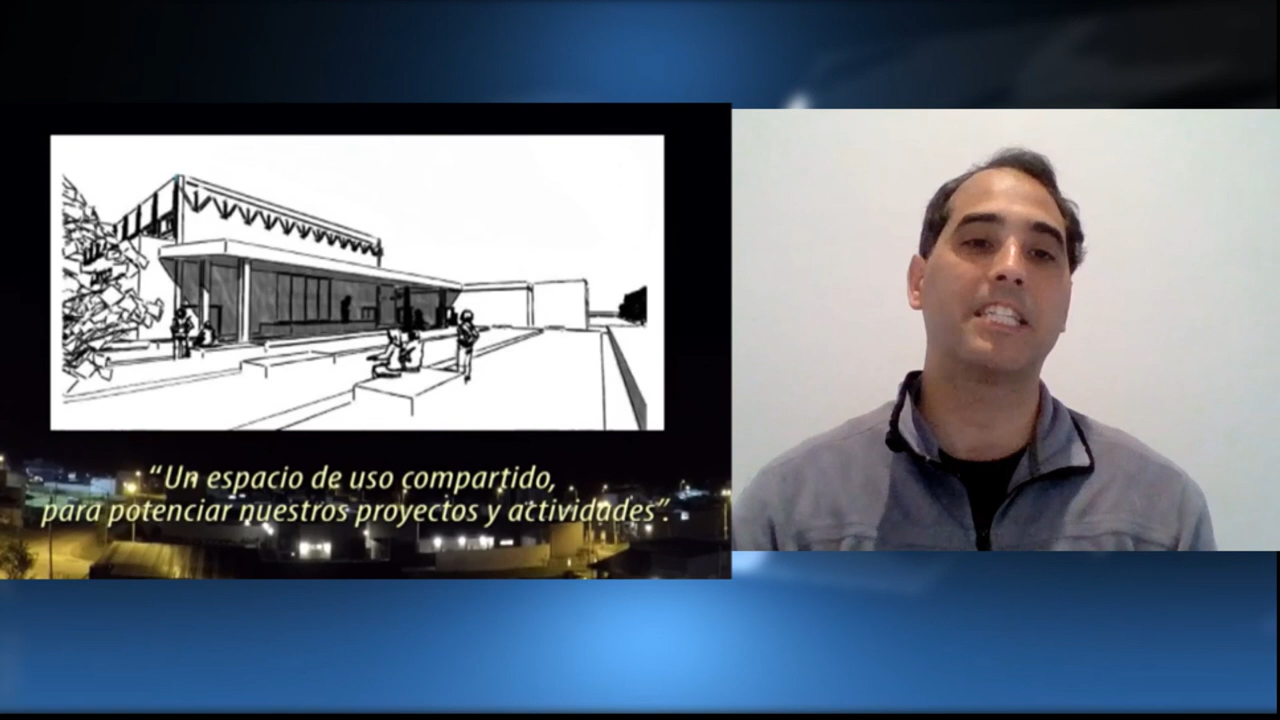 “Un espacio de uso compartido,
para potenciar nuestros proyectos y actividades”.